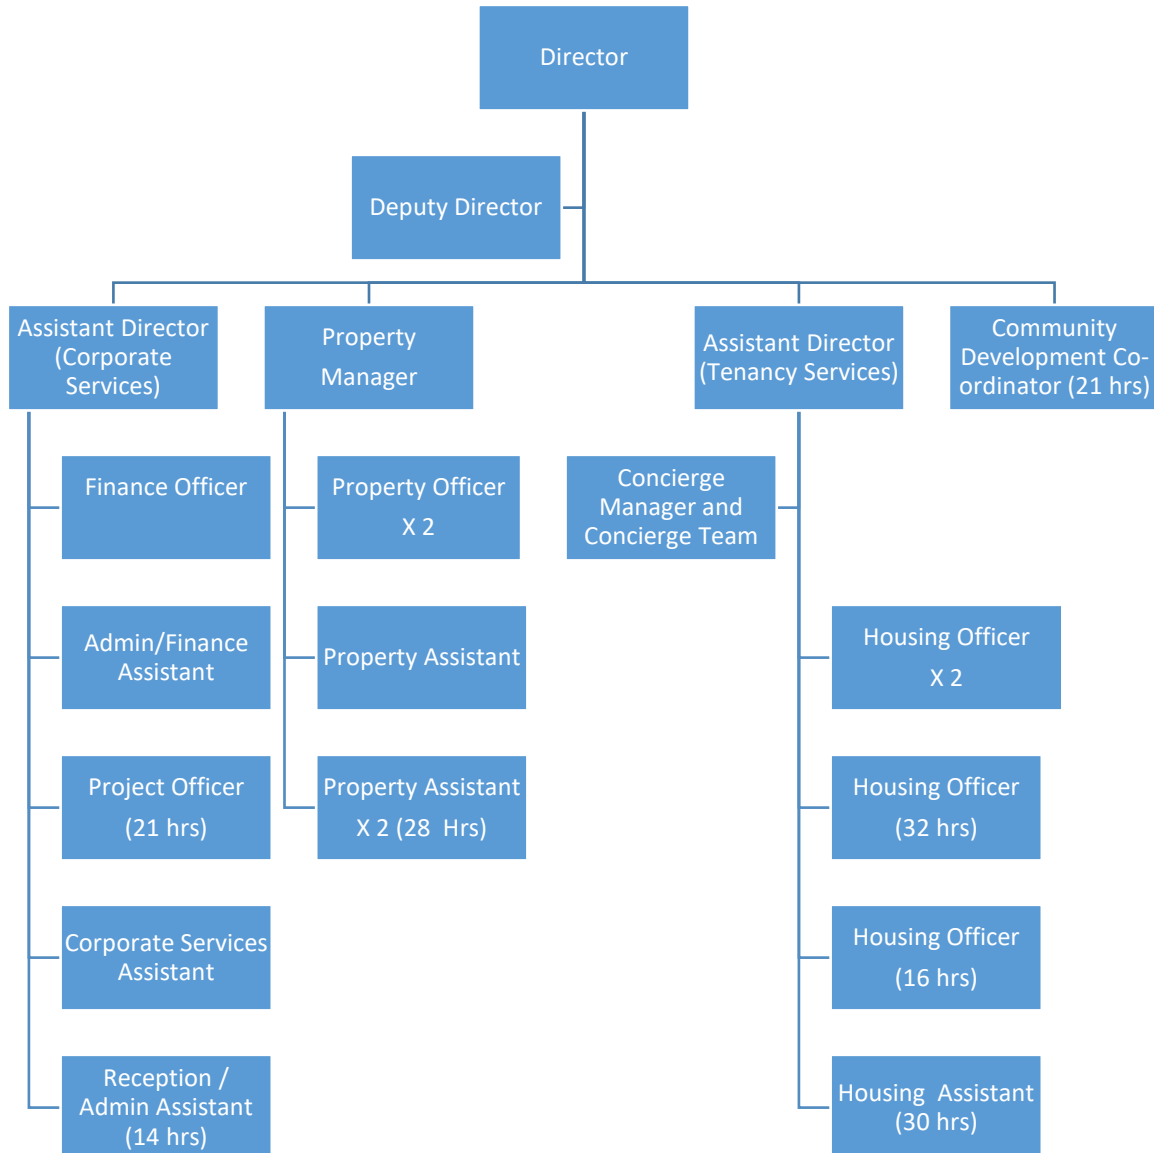 Director
Deputy Director
Assistant Director
(Corporate
Services)
Property
Manager
Assistant Director
(Tenancy Services)
Community
Development Co-
ordinator (21 hrs)
Finance Officer
Property Officer
X 2
Concierge
Manager and
Concierge Team
Admin/Finance
Assistant
Property Assistant
Housing Officer
X 2
Project Officer
(21 hrs)
Property Assistant
X 2 (28 Hrs)
Housing Officer
(32 hrs)
Corporate Services
Assistant
Housing Officer
(16 hrs)
Reception /
Admin Assistant
(14 hrs)
Housing Assistant
(30 hrs)